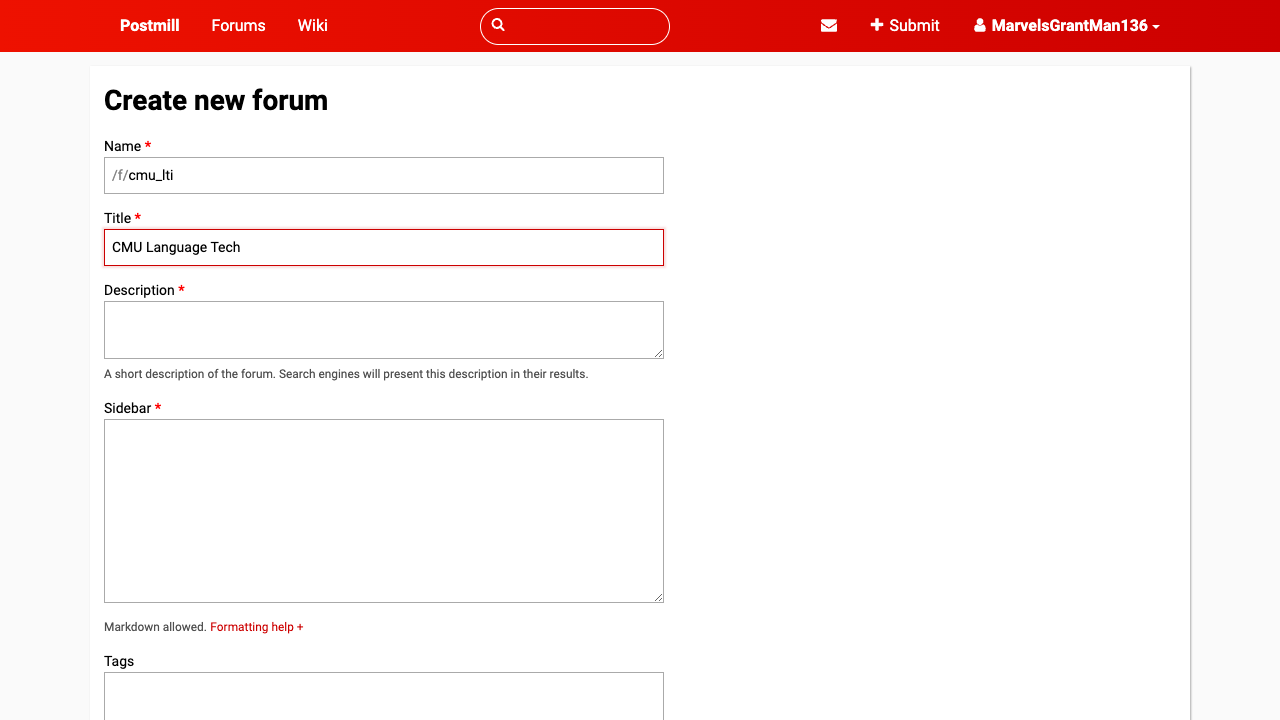 Postmill Forums Wiki Submit MarvelsGrantMan136
Create new forum
Name *
/f/cmu_lti
Title *
CMU Language Tech
Description *
A short description of the forum. Search engines will present this description in their results.
Sidebar *
Markdown allowed. Formatting help +
Tags